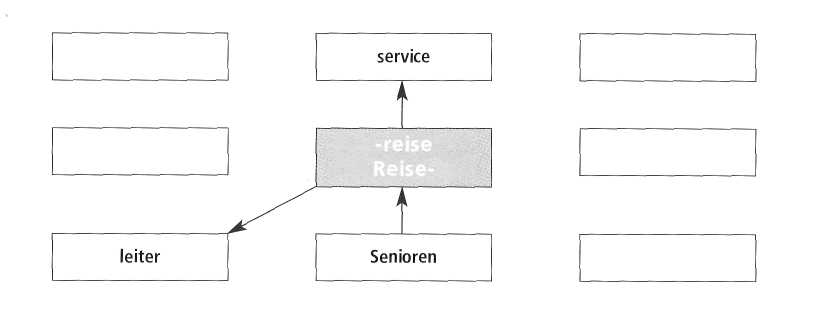 service
-reise
Reise-
leiter
Senioren